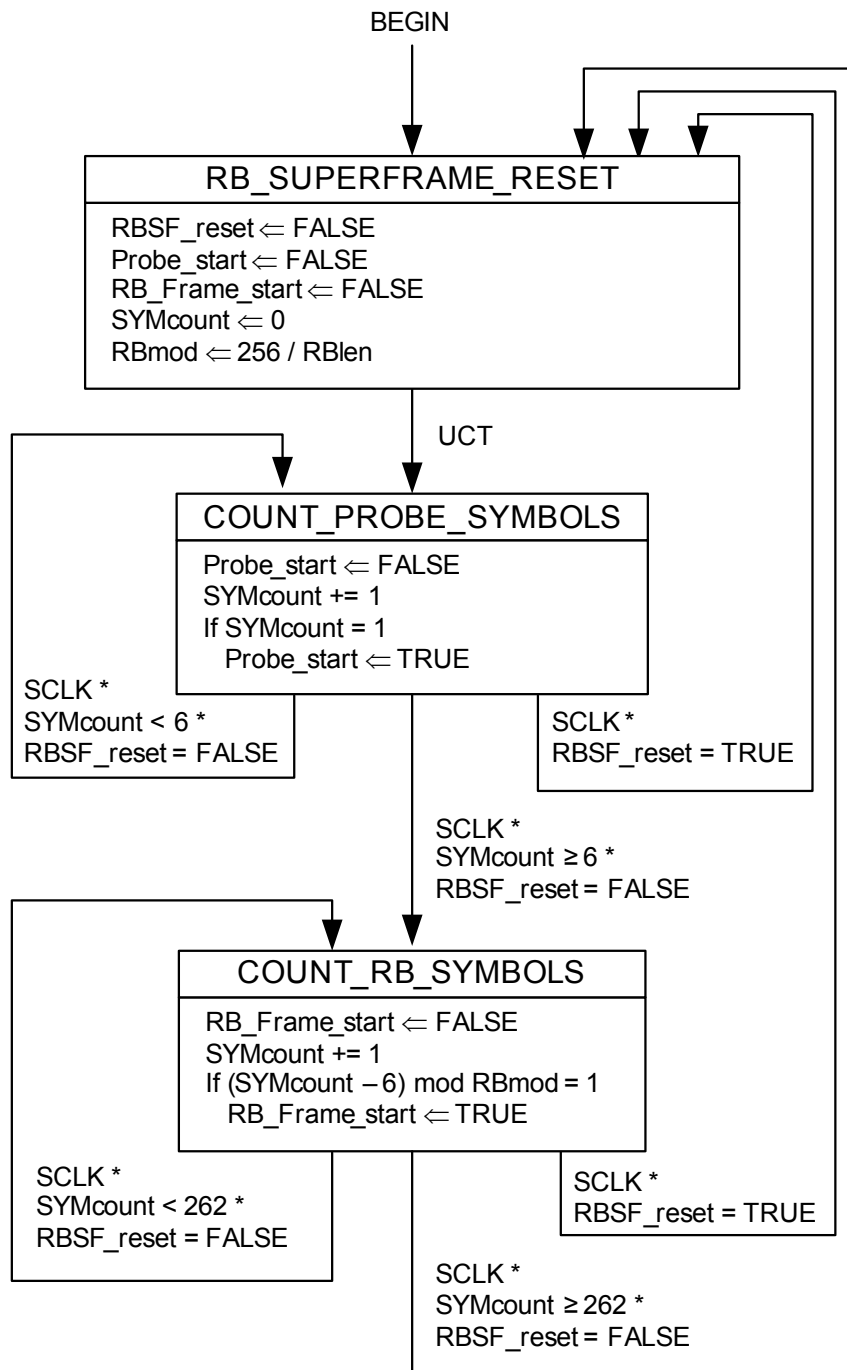 BEGIN
RB_SUPERFRAME_RESET
RBSF_reset ⇐ FALSE
Probe_start ⇐ FALSE
RB_Frame_start ⇐ FALSE
SYMcount ⇐ 0
RBmod ⇐ 256 / RBlen
UCT
COUNT_PROBE_SYMBOLS
Probe_start ⇐ FALSE
SYMcount += 1
If SYMcount = 1
Probe_start ⇐ TRUE
SCLK *
SYMcount < 6 *
RBSF_reset = FALSE
SCLK *
RBSF_reset = TRUE
SCLK *
SYMcount ≥ 6 *
RBSF_reset = FALSE
COUNT_RB_SYMBOLS
RB_Frame_start ⇐ FALSE
SYMcount += 1
If (SYMcount – 6) mod RBmod = 1
RB_Frame_start ⇐ TRUE
SCLK *
SYMcount < 262 *
RBSF_reset = FALSE
SCLK *
RBSF_reset = TRUE
SCLK *
SYMcount ≥ 262 *
RBSF_reset = FALSE